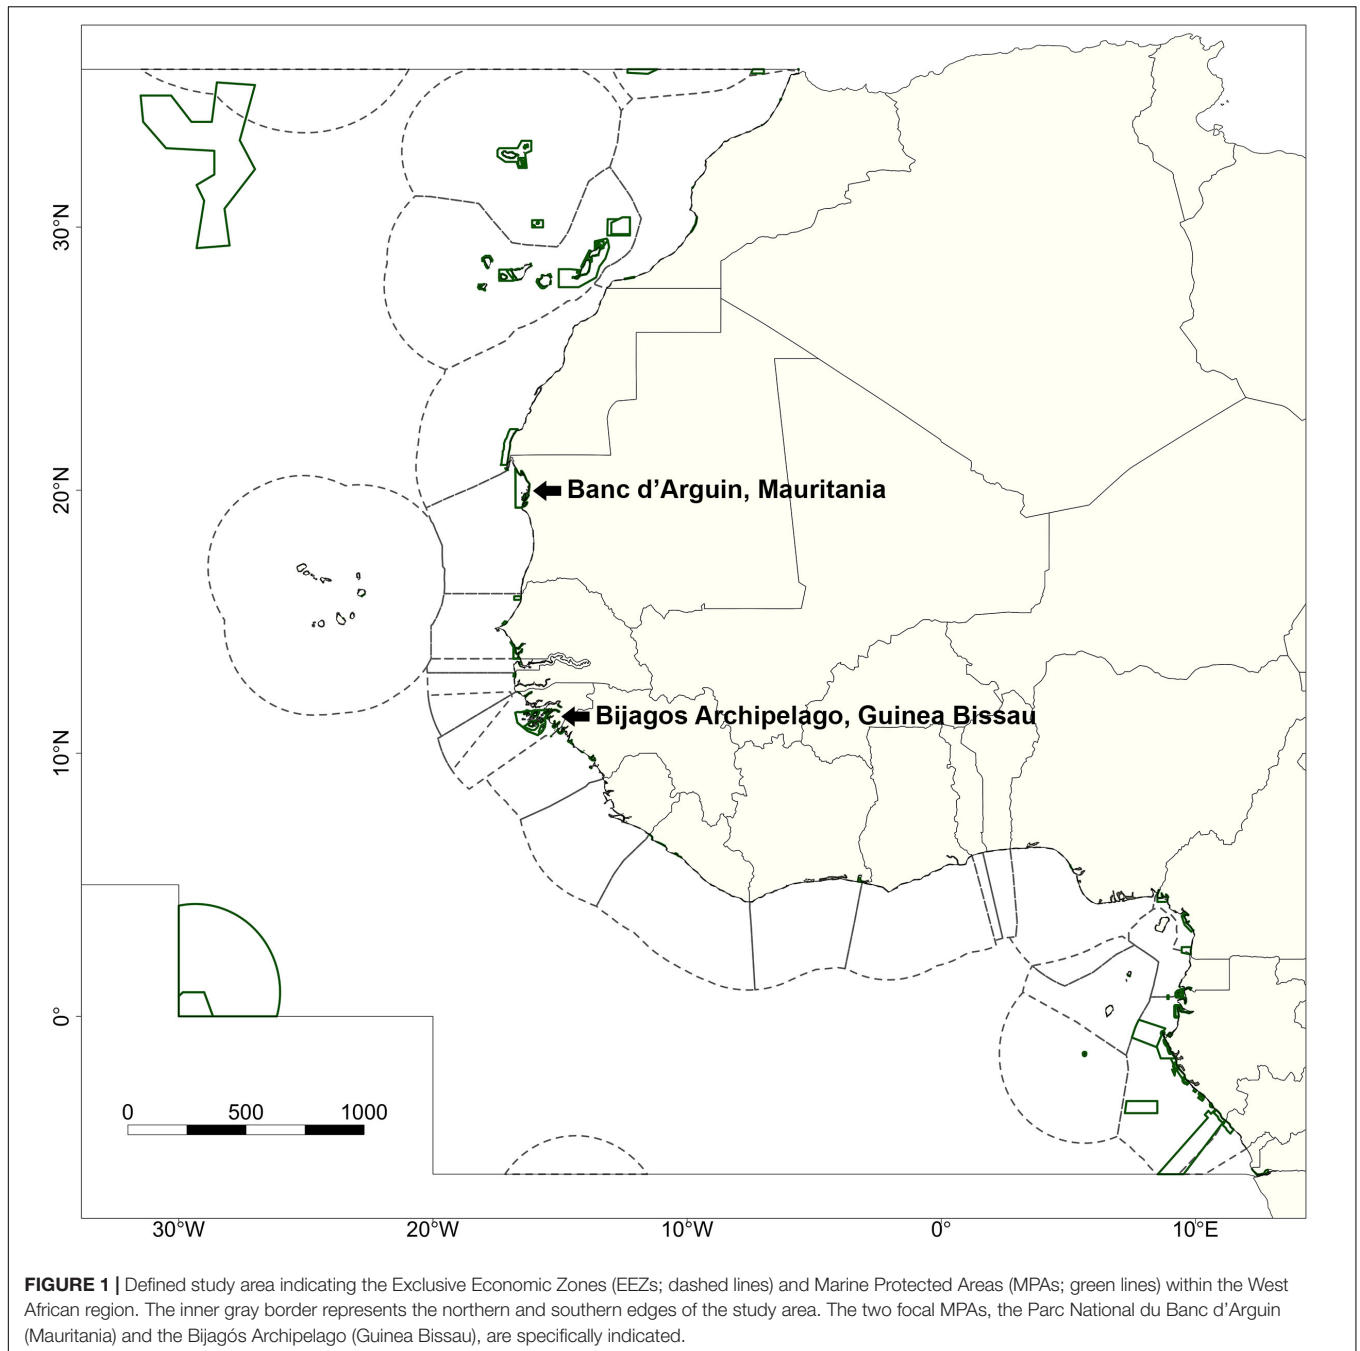 30°N
20°N
10°N
0°
Banc d'Arguin, Mauritania
Bijagos Archipelago, Guinea Bissau
0 500 1000
30°W 20°W 10°W 0° 10°E
FIGURE 1 | Defined study area indicating the Exclusive Economic Zones (EEZs; dashed lines) and Marine Protected Areas (MPAs; green lines) within the West
African region. The inner gray border represents the northern and southern edges of the study area. The two focal MPAs, the Parc National du Banc d'Arguin
(Mauritania) and the Bijagós Archipelago (Guinea Bissau), are specifically indicated.